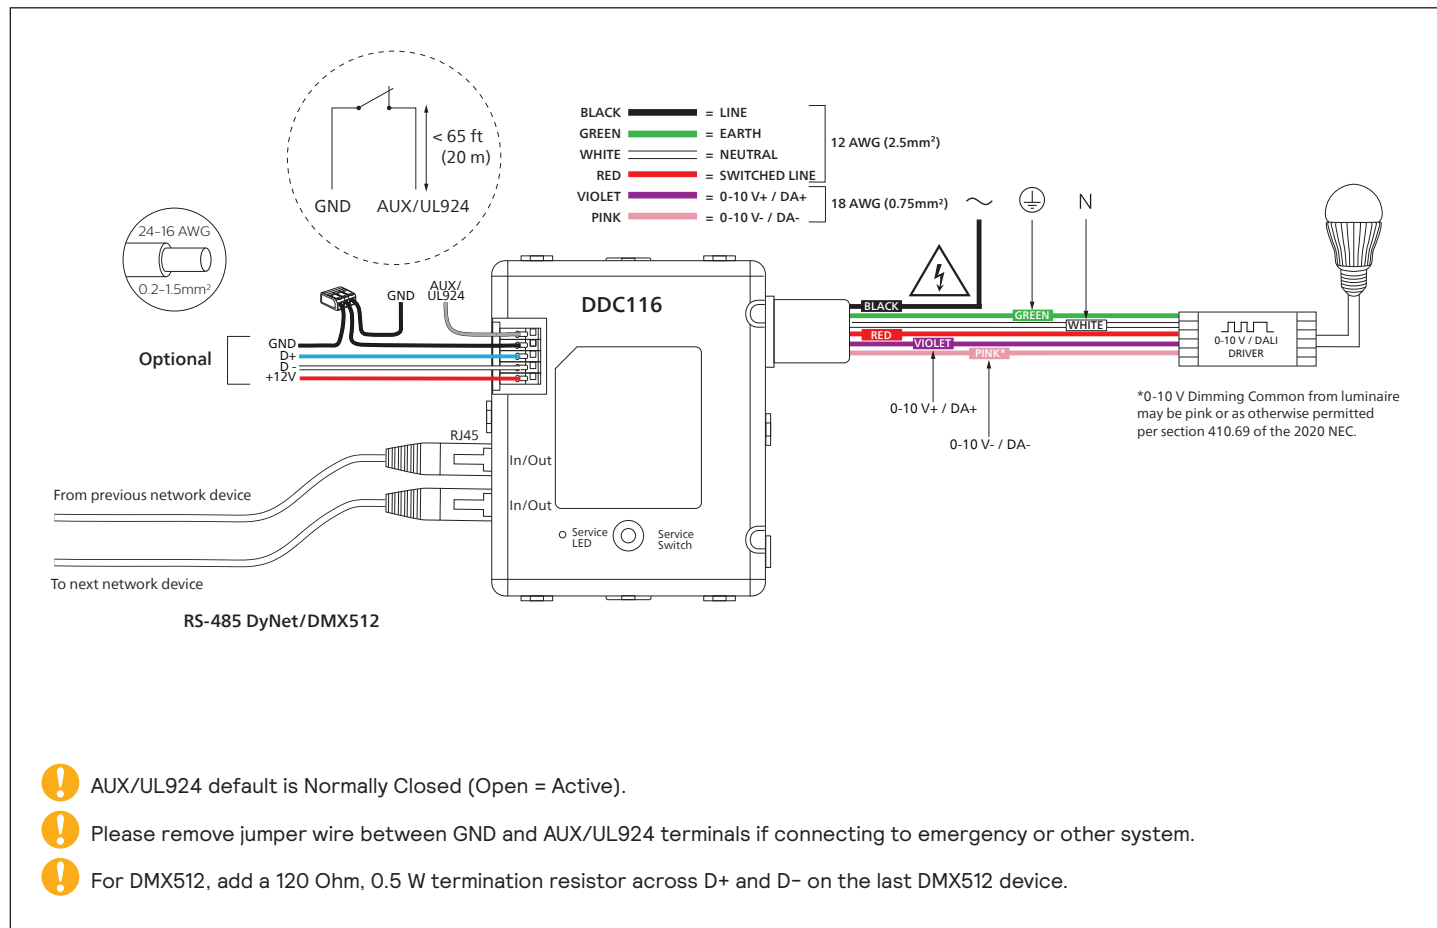 < 65 ft
(20 m)
GND
AUX/UL924
BLACK
= LINE
GREEN
= EARTH
WHITE
= NEUTRAL
RED
= SWITCHED LINE
12 AWG (2.5mm²)
VIOLET
= 0-10 V+ / DA+
PINK
= 0-10 V- / DA-
18 AWG (0.75mm²)
N
24-16 AWG
0.2-1.5mm²
GND
AUX/
UL924
DDC116
Optional
GND
D+
D -
+12V
BLACK
GREEN
WHITE
RED
VIOLET
PINK*
0-10 V / DALI
DRIVER
0-10 V+ / DA+
0-10 V- / DA-
*0-10 V Dimming Common from luminaire
may be pink or as otherwise permitted
per section 410.69 of the 2020 NEC.
RJ45
In/Out
In/Out
From previous network device
To next network device
Service
LED
Service
Switch
RS-485 DyNet/DMX512
! AUX/UL924 default is Normally Closed (Open = Active).
! Please remove jumper wire between GND and AUX/UL924 terminals if connecting to emergency or other system.
! For DMX512, add a 120 Ohm, 0.5 W termination resistor across D+ and D- on the last DMX512 device.